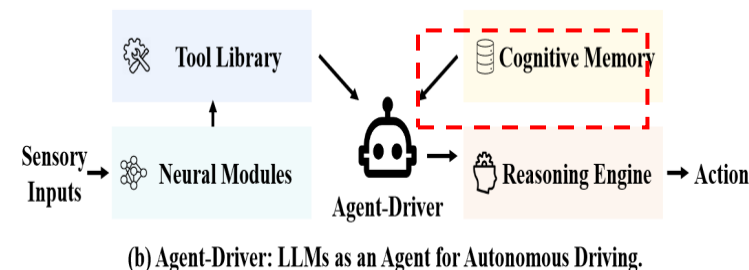 Tool Library
Cognitive Memory
Sensory
Inputs
Neural Modules
Agent-Driver
Reasoning Engine
Action
(b) Agent-Driver: LLMs as an Agent for Autonomous Driving.